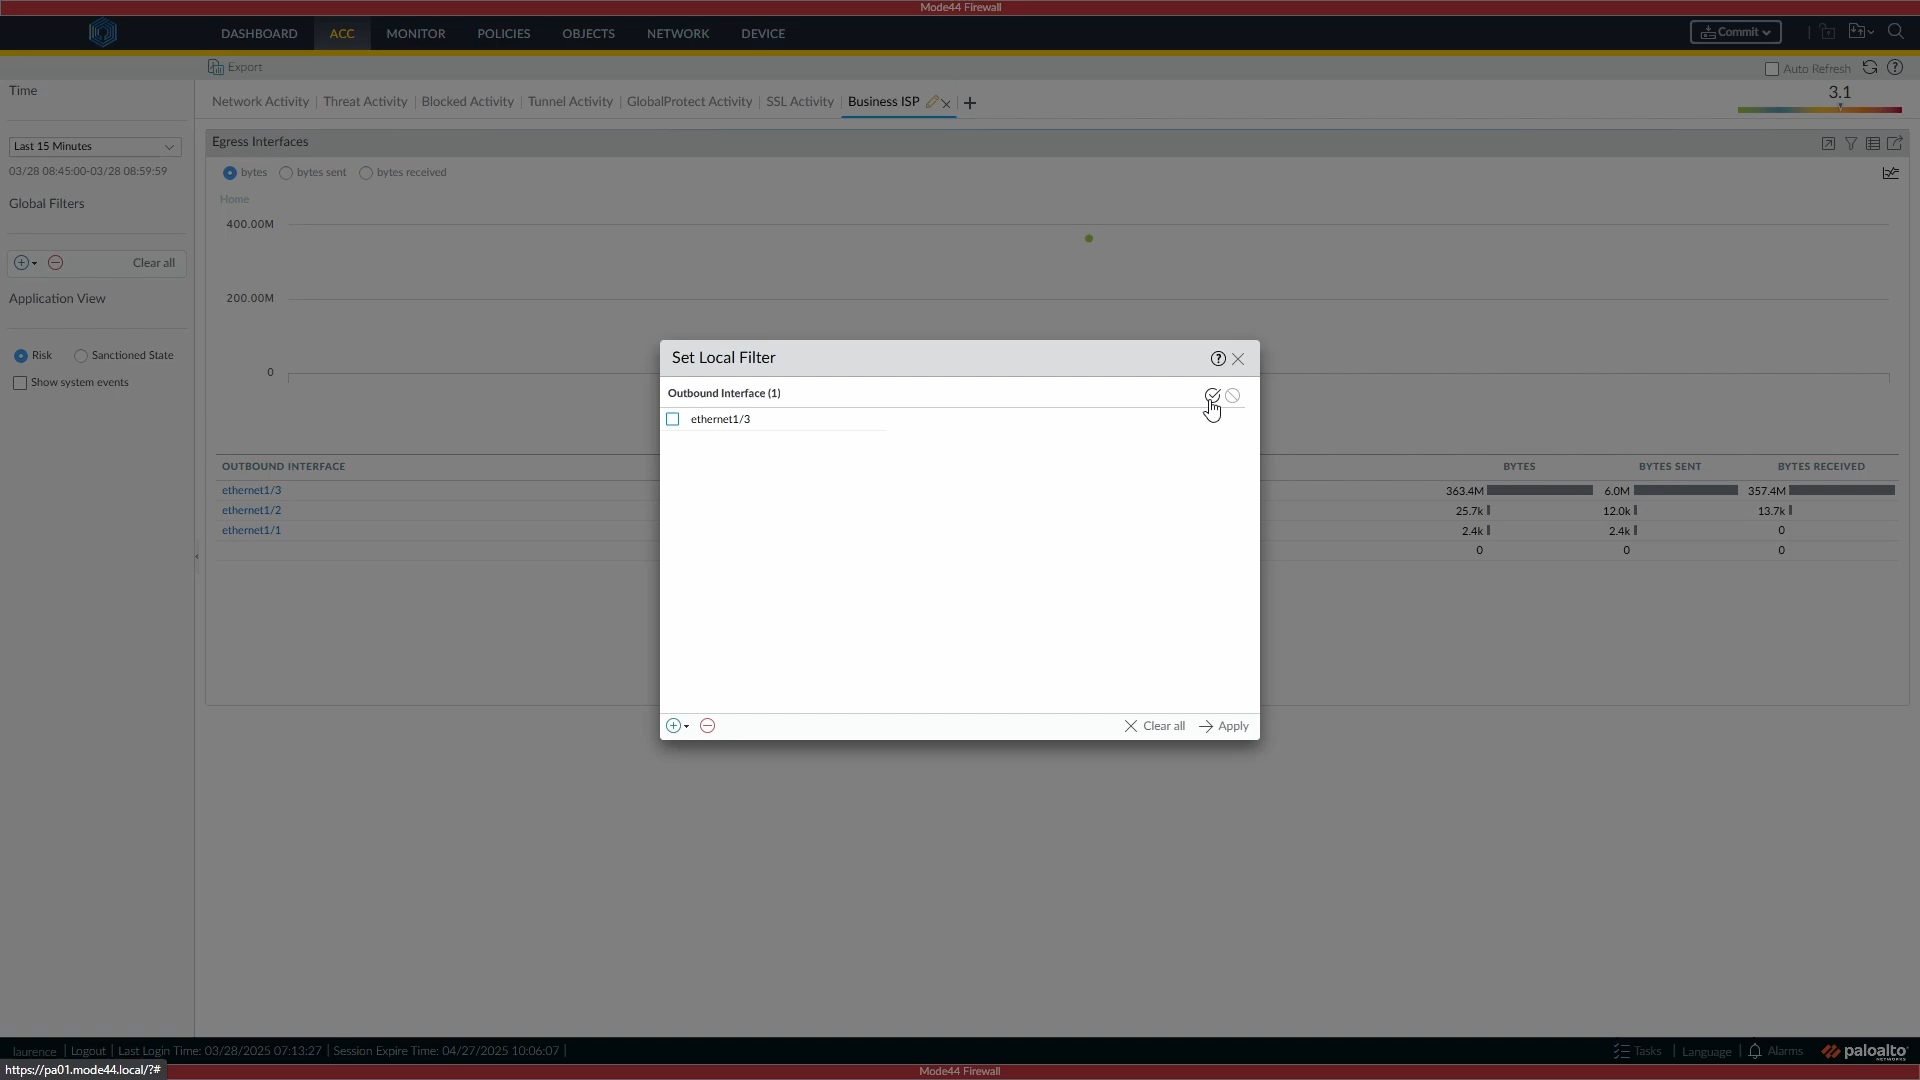 Mode44 Firewall
DASHBOARD ACC MONITOR POLICIES OBJECTS NETWORK DEVICE Commit
Export Auto Refresh
Time
Network Activity Threat Activity Blocked Activity Tunnel Activity GlobalProtect Activity SSL Activity Business ISP 3.1
Last 15 Minutes
03/28 08:45:00-03/28 08:59:59
Global Filters
Clear all
Application View
Risk Sanctioned State
Show system events
Egress Interfaces
bytes bytes sent bytes received
Home
400.00M
200.00M
0
Set Local Filter
Outbound Interface (1)
ethernet1/3
Clear all Apply
OUTBOUND INTERFACE BYTES BYTES SENT BYTES RECEIVED
ethernet1/3 363.4M 6.0M 357.4M
ethernet1/2 25.7k 12.0k 13.7k
ethernet1/1 2.4k 2.4k 0
0 0 0
laurence Logout Last Login Time: 03/28/2025 07:13:27 Session Expire Time: 04/27/2025 10:06:07 Tasks Language Alarms paloalto NETWORKS
https://pa01.mode44.local/?#
Mode44 Firewall